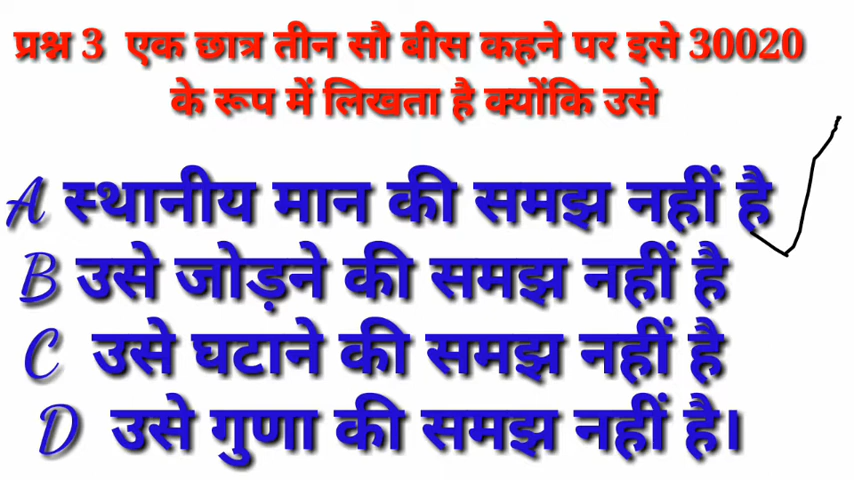 प्रश्न 3 एक छात्र तीन सौ बीस कहने पर इसे 30020
के रूप में लिखता है क्योंकि उसे
A स्थानीय मान की समझ नहीं है
B उसे जोड़ने की समझ नहीं है
C उसे घटाने की समझ नहीं है
D उसे गुणा की समझ नहीं है।